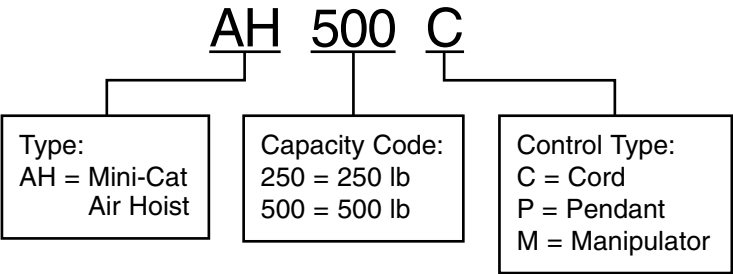 AH 500 C
Type:
AH = Mini-Cat
Air Hoist
Capacity Code:
250 = 250 lb
500 = 500 lb
Control Type:
C = Cord
P = Pendant
M = Manipulator